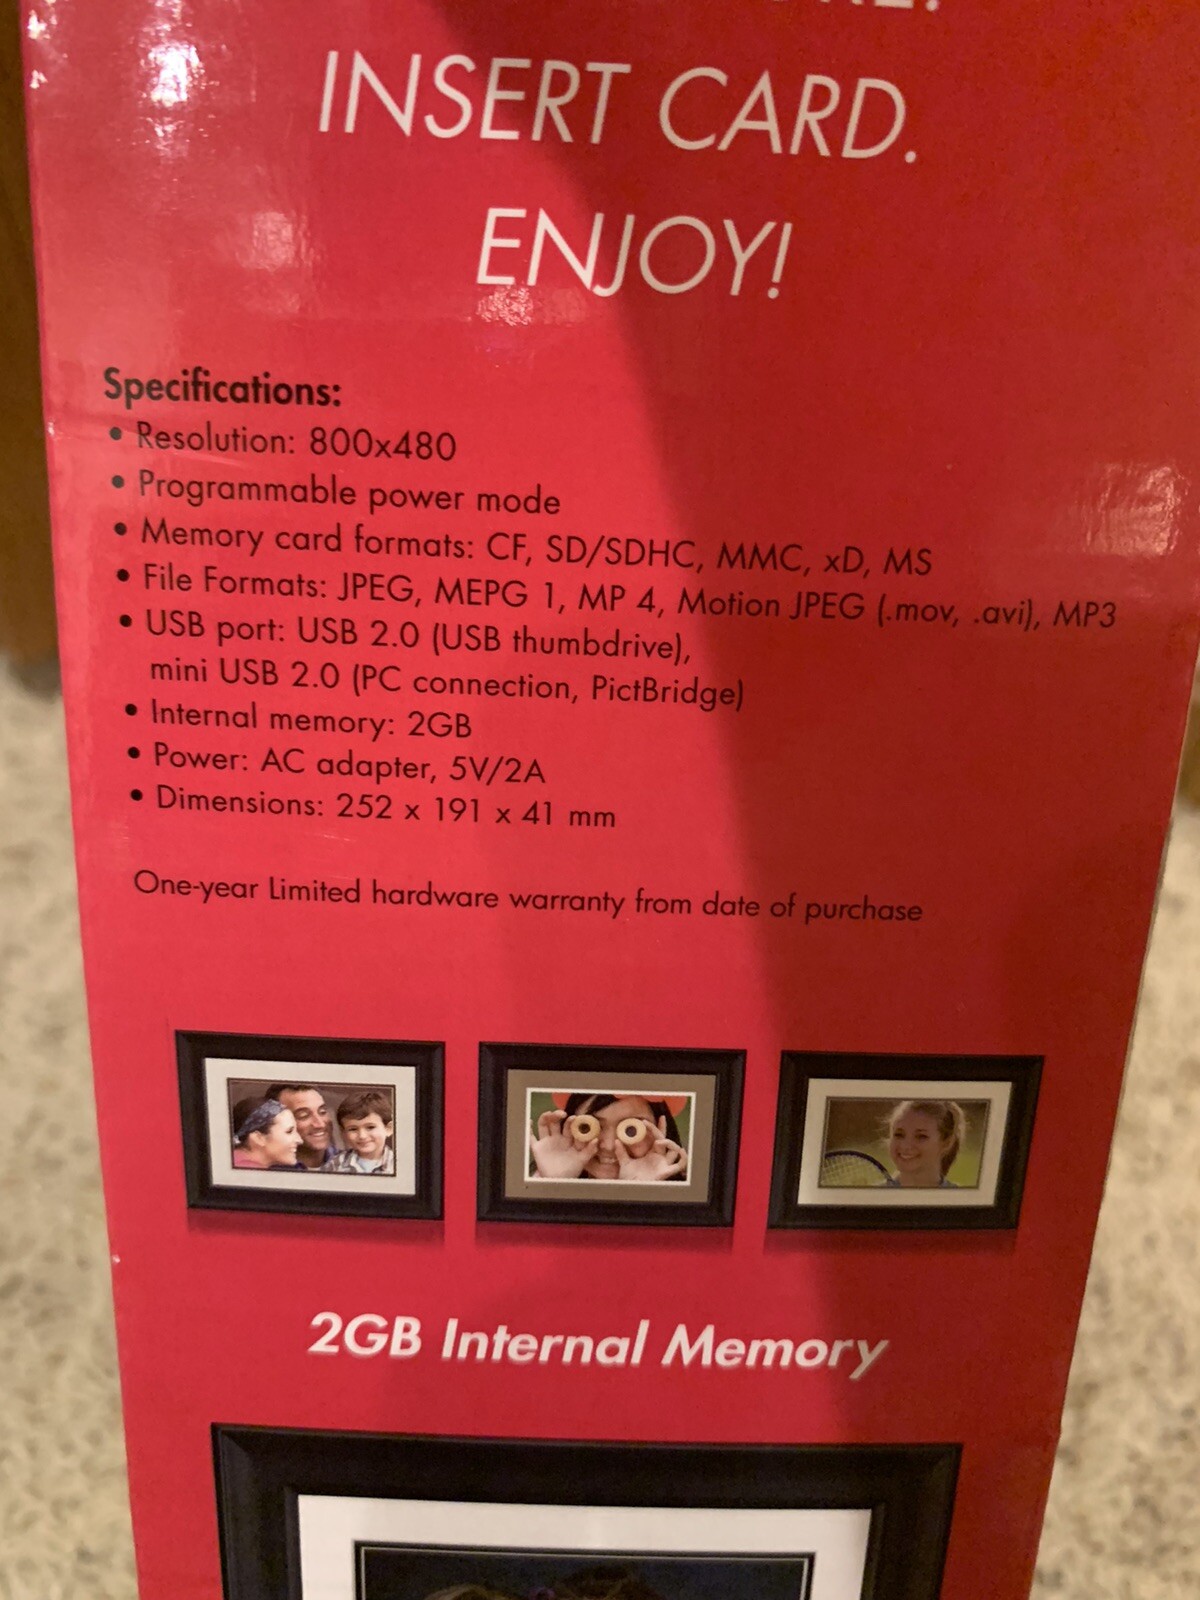 INSERT CARD.
ENJOY!
Specifications:
• Resolution: 800x480
• Programmable power mode
• Memory card formats: CF, SD/SDHC, MMC, xD, MS
• File Formats: JPEG, MEPG 1, MP 4, Motion JPEG (.mov, .avi), MP3
• USB port: USB 2.0 (USB thumbdrive),
mini USB 2.0 (PC connection, PictBridge)
• Internal memory: 2GB
• Power: AC adapter, 5V/2A
• Dimensions: 252 x 191 x 41 mm
One-year Limited hardware warranty from date of purchase
2GB Internal Memory